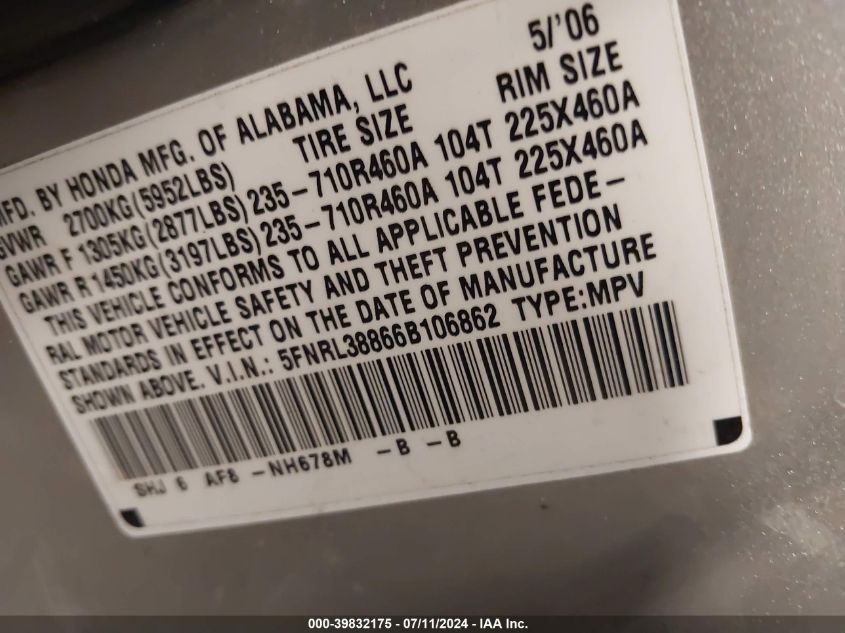 MFD. BY HONDA MFG. OF ALABAMA, LLC 5/'06
GVWR 2700KG(5952LBS) TIRE SIZE RIM SIZE
GAWR F 1305KG(2877LBS) 235-710R460A 104T 225X460A
GAWR R 1450KG(3197LBS) 235-710R460A 104T 225X460A
THIS VEHICLE CONFORMS TO ALL APPLICABLE FEDE-
RAL MOTOR VEHICLE SAFETY AND THEFT PREVENTION
STANDARDS IN EFFECT ON THE DATE OF MANUFACTURE
SHOWN ABOVE. V.I.N.: 5FNRL38866B106862 TYPE:MPV
SHJ 6 AF8 -NH678M -B -B
000-39832175 - 07/11/2024 - IAA Inc.